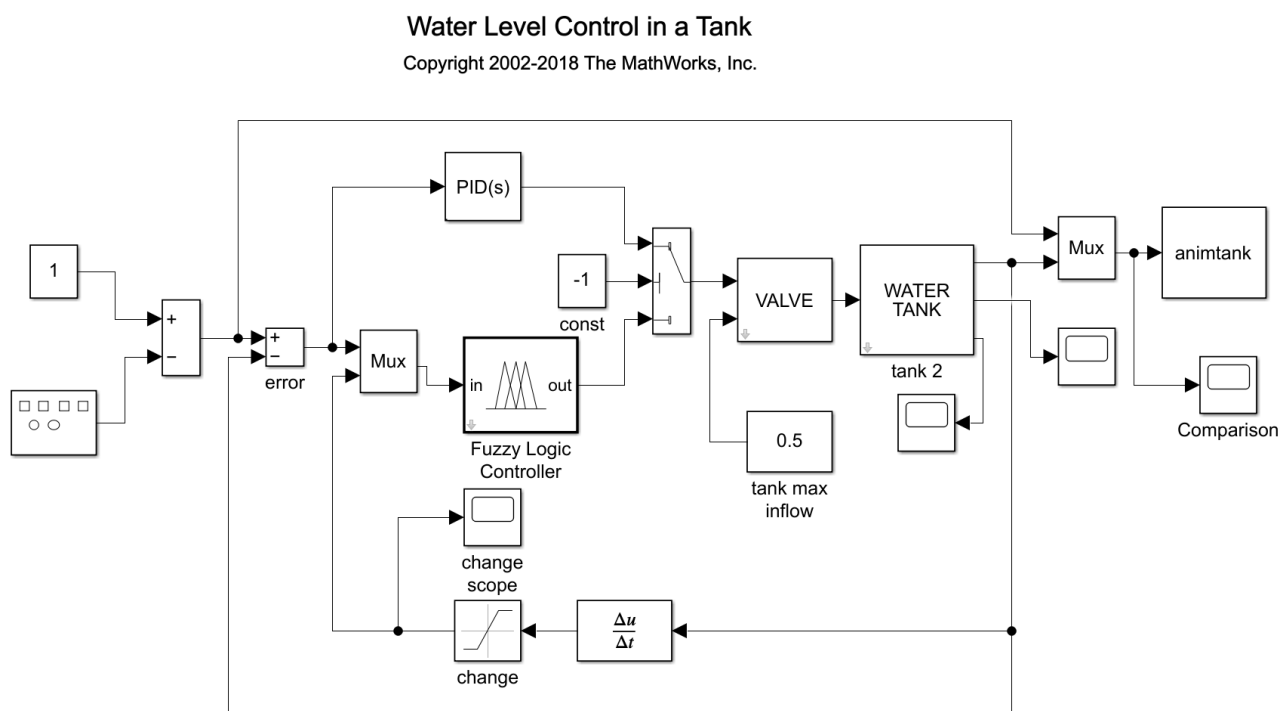 Water Level Control in a Tank
Copyright 2002-2018 The MathWorks, Inc.
PID(s)
1
+
−
+
−
error
Mux
in
out
Fuzzy Logic
Controller
-1
const
VALVE
WATER
TANK
tank 2
0.5
tank max
inflow
Mux
animtank
Comparison
change
scope
change
Δu
Δt